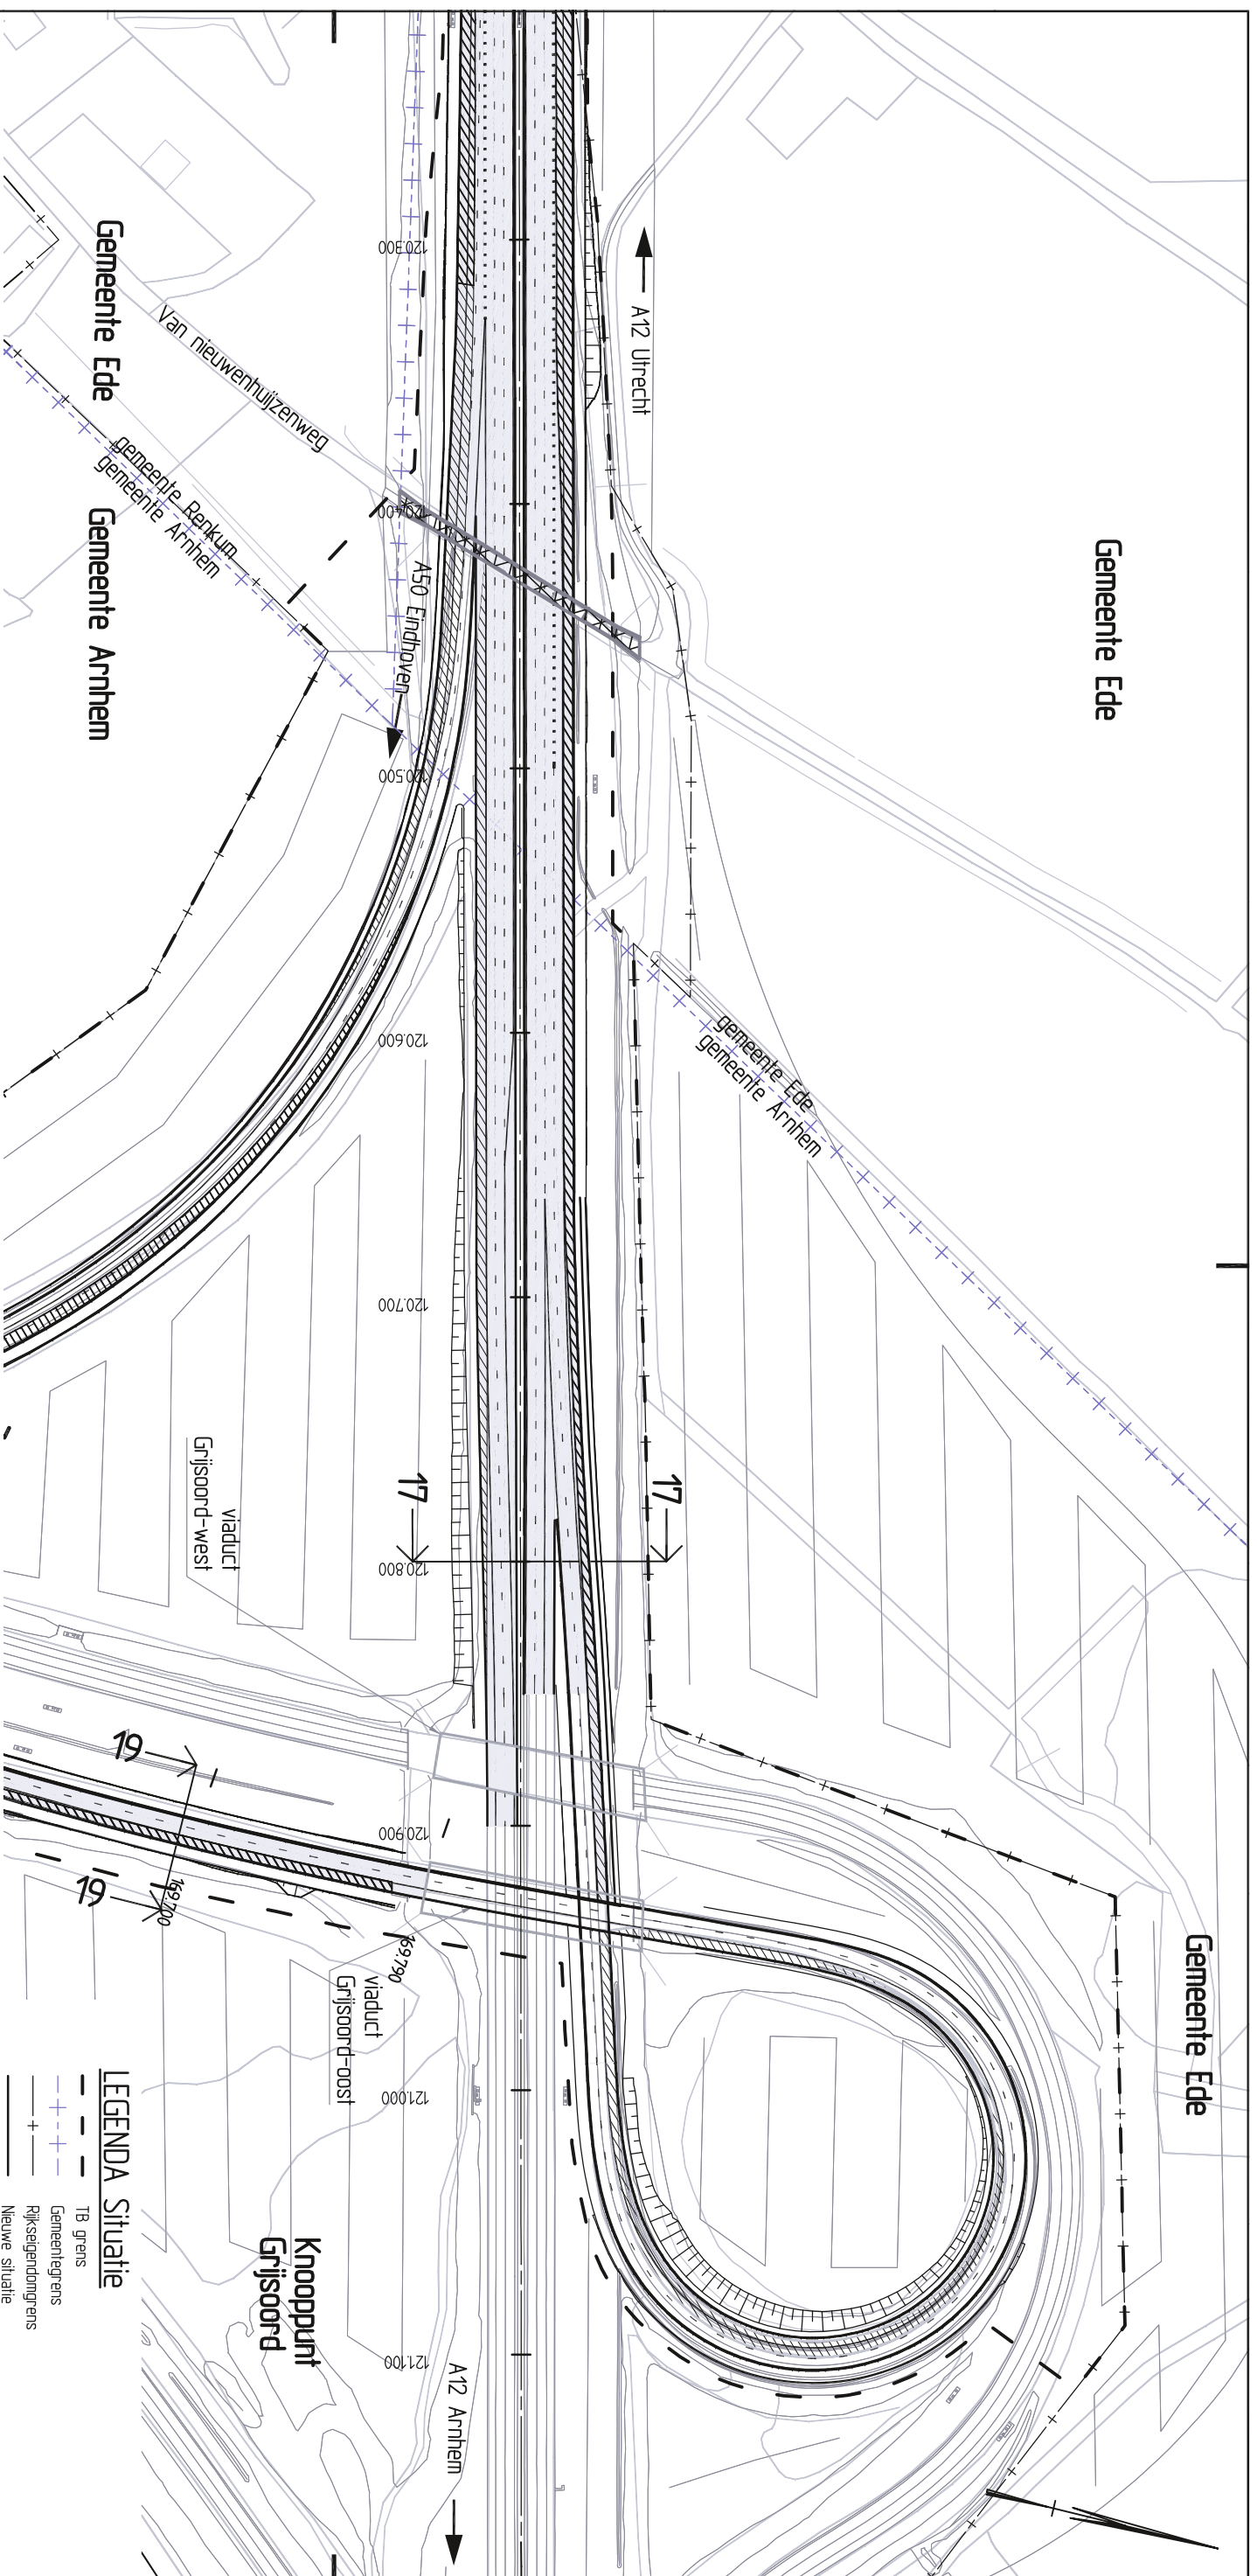 Gemeente Ede
Van nieuwenhuijzenweg
gemeente Renkum
gemeente Arnhem
Gemeente Arnhem
120.300
A12 Utrecht
120.400
A50 Eindhoven
120.500
Gemeente Ede
gemeente Ede
gemeente Arnhem
120.600
120.700
17
17
120.800
viaduct
Grijsoord-west
19
19
169.700
120.900
169.790
viaduct
Grijsoord-oost
121.000
Gemeente Ede
Knooppunt
Grijsoord
121.100
A12 Arnhem
LEGENDA Situatie
TB grens
Gemeentegrens
Rijkseigendomgrens
Nieuwe situatie